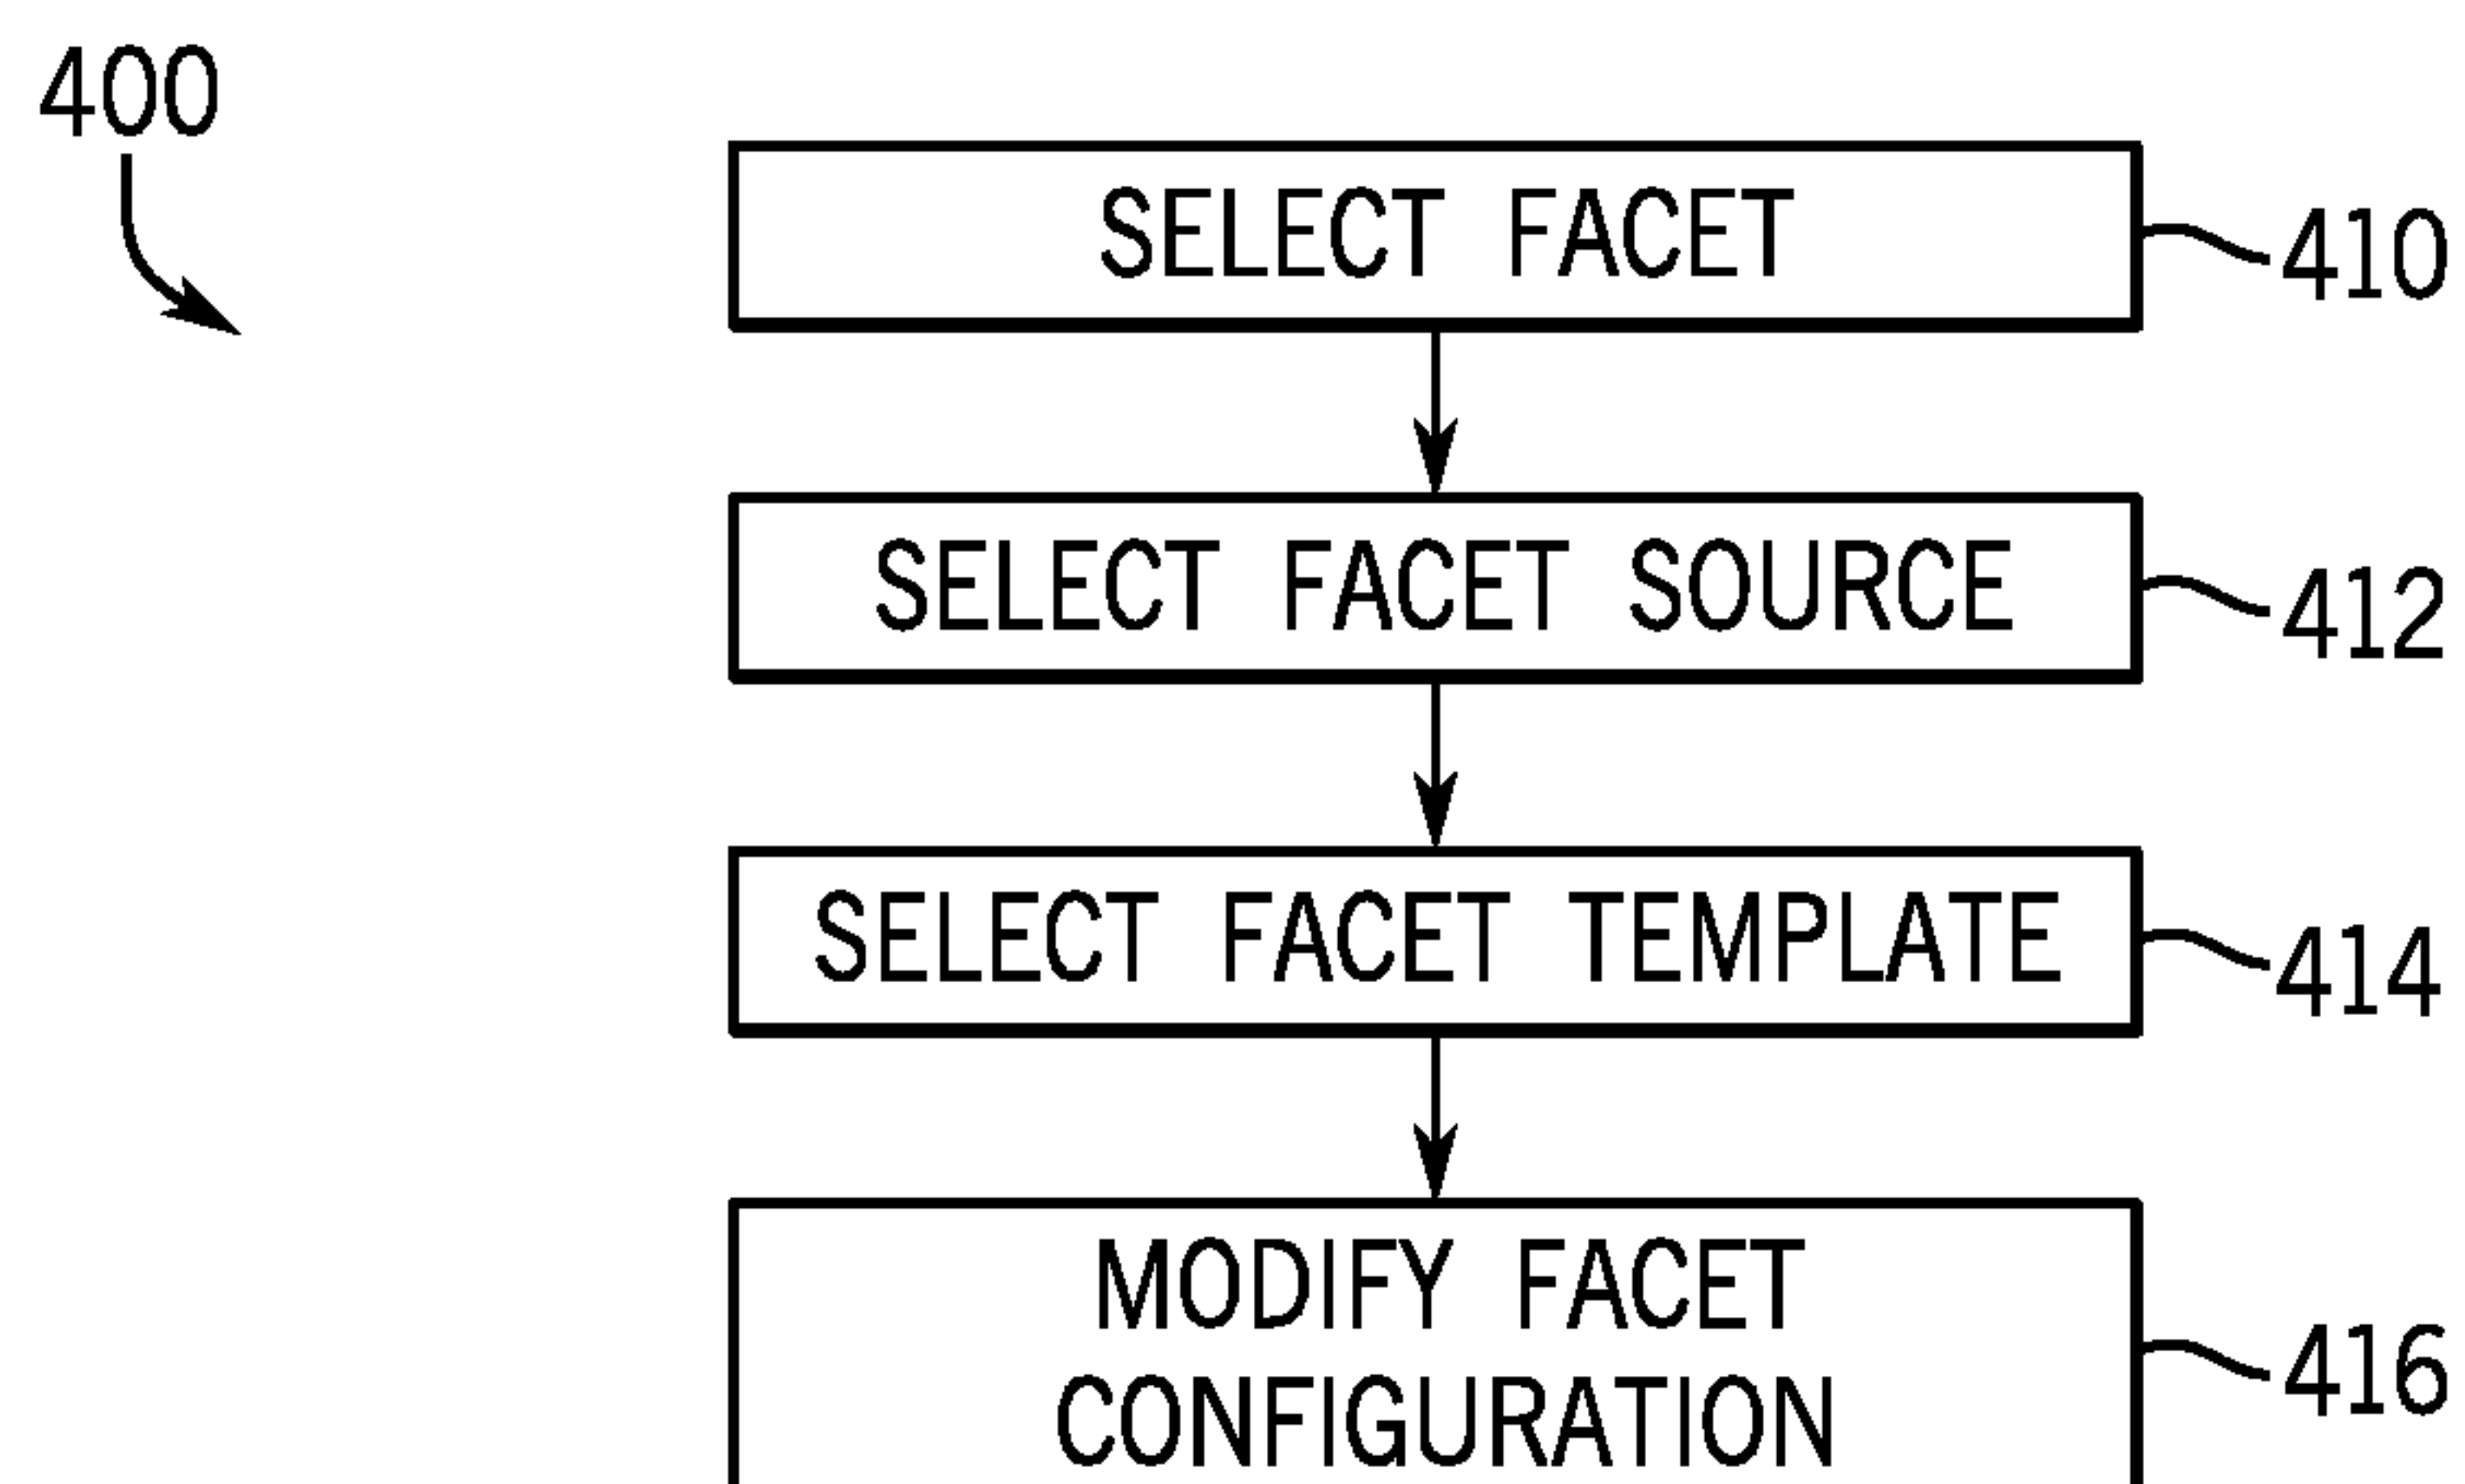 400
SELECT FACET
410
SELECT FACET SOURCE
412
SELECT FACET TEMPLATE
414
MODIFY FACET
CONFIGURATION
416